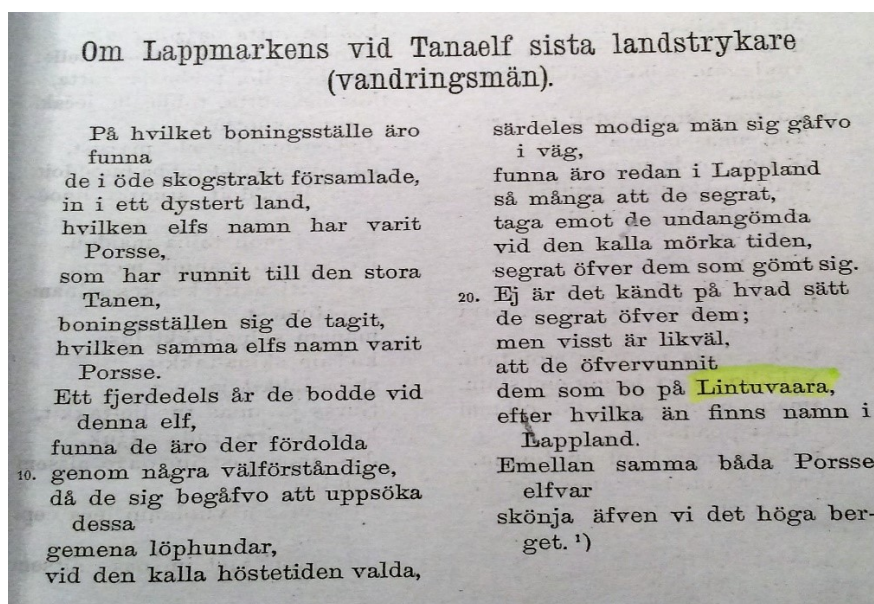 Om Lappmarkens vid Tanaelf sista landstrykare
(vandringsmän).
På hvilket boningsställe äro
funna
de i öde skogstrakt församlade,
in i ett dystert land,
hvilken elfs namn har varit
Porsse,
som har runnit till den stora
Tanen,
boningsställen sig de tagit,
hvilken samma elfs namn varit
Porsse.
Ett fjerdedels år de bodde vid
denna elf,
funna de äro der fördolda
10. genom några välförståndige,
då de sig begåfvo att uppsöka
dessa
gemena löphundar,
vid den kalla höstetiden valda,
särdeles modiga män sig gåfvo
i väg,
funna äro redan i Lappland
så många att de segrat,
taga emot de undangömda
vid den kalla mörka tiden,
segrat öfver dem som gömt sig.
20. Ej är det kändt på hvad sätt
de segrat öfver dem;
men visst är likväl,
att de öfvervunnit
dem som bo på Lintuvaara,
efter hvilka än finns namn i
Lappland.
Emellan samma båda Porsse
elfvar
skönja äfven vi det höga ber-
get. ¹)